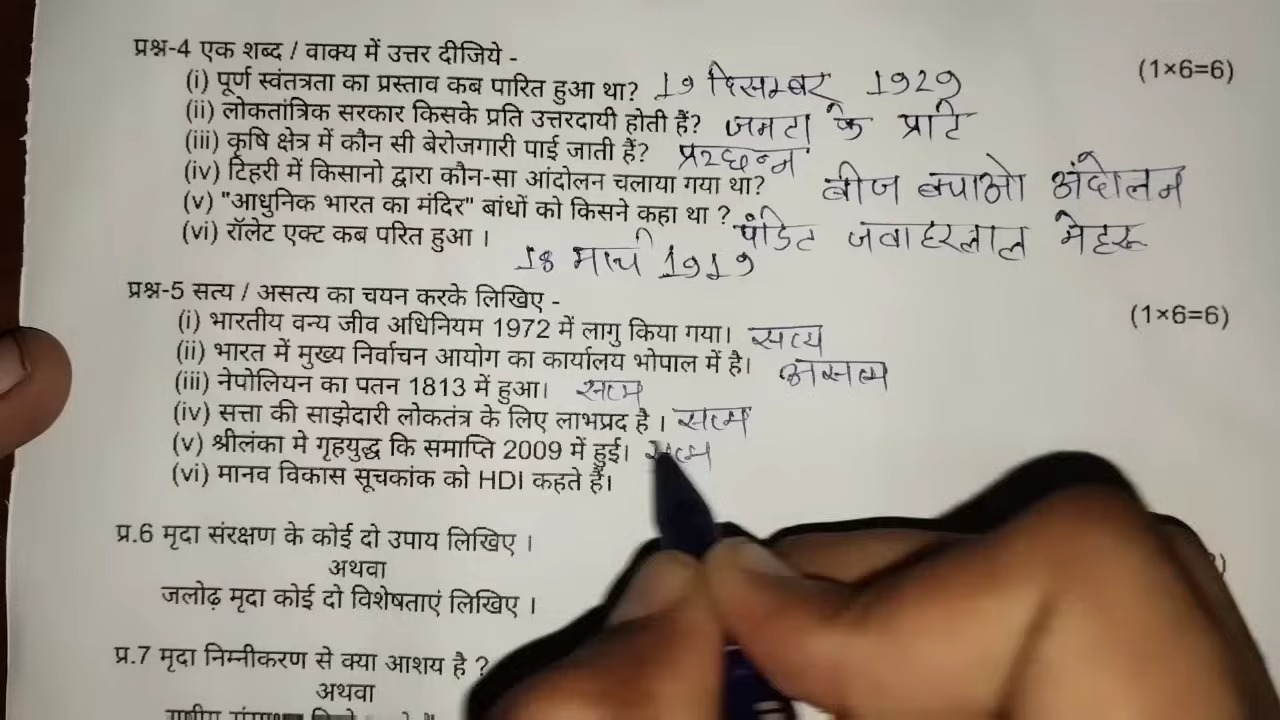 प्रश्न-4 एक शब्द / वाक्य में उत्तर दीजिये - (1×6=6)
(i) पूर्ण स्वंतत्रता का प्रस्ताव कब पारित हुआ था? 19 दिसम्बर 1929
(ii) लोकतांत्रिक सरकार किसके प्रति उत्तरदायी होती हैं? जनता के प्रति
(iii) कृषि क्षेत्र में कौन सी बेरोजगारी पाई जाती हैं? प्रच्छन्न
(iv) टिहरी में किसानो द्वारा कौन-सा आंदोलन चलाया गया था? बीज बचाओ अंदोलन
(v) "आधुनिक भारत का मंदिर" बांधों को किसने कहा था ? पंडित जवाहरलाल नेहरू
(vi) रॉलेट एक्ट कब परित हुआ । 18 मार्च 1919
प्रश्न-5 सत्य / असत्य का चयन करके लिखिए - (1×6=6)
(i) भारतीय वन्य जीव अधिनियम 1972 में लागु किया गया। सत्य
(ii) भारत में मुख्य निर्वाचन आयोग का कार्यालय भोपाल में है। असत्य
(iii) नेपोलियन का पतन 1813 में हुआ। सत्य
(iv) सत्ता की साझेदारी लोकतंत्र के लिए लाभप्रद है । सत्य
(v) श्रीलंका मे गृहयुद्ध कि समाप्ति 2009 में हुई। सत्य
(vi) मानव विकास सूचकांक को HDI कहते हैं।
प्र.6 मृदा संरक्षण के कोई दो उपाय लिखिए ।
अथवा
जलोढ़ मृदा कोई दो विशेषताएं लिखिए ।
प्र.7 मृदा निम्नीकरण से क्या आशय है ?
अथवा